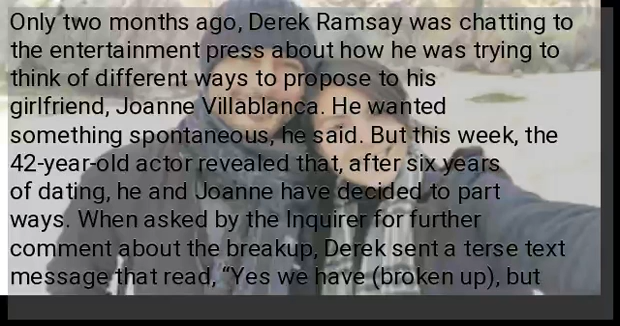 Only two months ago, Derek Ramsay was chatting to
the entertainment press about how he was trying to
think of different ways to propose to his
girlfriend, Joanne Villablanca. He wanted
something spontaneous, he said. But this week, the
42-year-old actor revealed that, after six years
of dating, he and Joanne have decided to part
ways. When asked by the Inquirer for further
comment about the breakup, Derek sent a terse text
message that read, “Yes we have (broken up), but